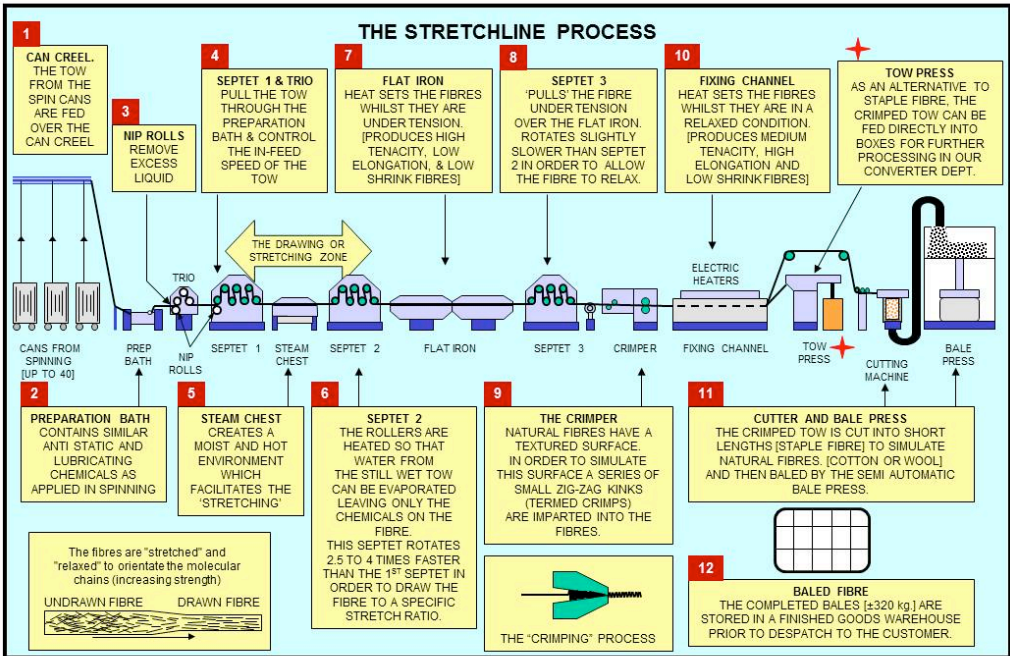 THE STRETCHLINE PROCESS
1
CAN CREEL.
THE TOW
FROM THE
SPIN CANS
ARE FED
OVER THE
CAN CREEL
3
NIP ROLLS
REMOVE
EXCESS
LIQUID
4
SEPTET 1 & TRIO
PULL THE TOW
THROUGH THE
PREPARATION
BATH & CONTROL
THE IN-FEED
SPEED OF THE
TOW
7
FLAT IRON
HEAT SETS THE FIBRES
WHILST THEY ARE
UNDER TENSION.
[PRODUCES HIGH
TENACITY, LOW
ELONGATION, & LOW
SHRINK FIBRES]
8
SEPTET 3
'PULLS' THE FIBRE
UNDER TENSION
OVER THE FLAT IRON.
ROTATES SLIGHTLY
SLOWER THAN SEPTET
2 IN ORDER TO ALLOW
THE FIBRE TO RELAX.
10
FIXING CHANNEL
HEAT SETS THE FIBRES
WHILST THEY ARE IN A
RELAXED CONDITION.
[PRODUCES MEDIUM
TENACITY, HIGH
ELONGATION AND
LOW SHRINK FIBRES]
TOW PRESS
AS AN ALTERNATIVE TO
STAPLE FIBRE, THE
CRIMPED TOW CAN BE
FED DIRECTLY INTO
BOXES FOR FURTHER
PROCESSING IN OUR
CONVERTER DEPT.
THE DRAWING OR
STRETCHING ZONE
TRIO
ELECTRIC
HEATERS
CANS FROM
SPINNING
[UP TO 40]
PREP
BATH
NIP
ROLLS
SEPTET 1
STEAM
CHEST
SEPTET 2
FLAT IRON
SEPTET 3
CRIMPER
FIXING CHANNEL
TOW
PRESS
CUTTING
MACHINE
BALE
PRESS
2
PREPARATION BATH
CONTAINS SIMILAR
ANTI STATIC AND
LUBRICATING
CHEMICALS AS
APPLIED IN SPINNING
5
STEAM CHEST
CREATES A
MOIST AND HOT
ENVIRONMENT
WHICH
FACILITATES THE
'STRETCHING'
6
SEPTET 2
THE ROLLERS ARE
HEATED SO THAT
WATER FROM
THE STILL WET TOW
CAN BE EVAPORATED
LEAVING ONLY THE
CHEMICALS ON THE
FIBRE.
THIS SEPTET ROTATES
2.5 TO 4 TIMES FASTER
THAN THE 1ST SEPTET IN
ORDER TO DRAW THE
FIBRE TO A SPECIFIC
STRETCH RATIO.
9
THE CRIMPER
NATURAL FIBRES HAVE A
TEXTURED SURFACE.
IN ORDER TO SIMULATE
THIS SURFACE A SERIES OF
SMALL ZIG-ZAG KINKS
(TERMED CRIMPS)
ARE IMPARTED INTO THE
FIBRES.
11
CUTTER AND BALE PRESS
THE CRIMPED TOW IS CUT INTO SHORT
LENGTHS [STAPLE FIBRE] TO SIMULATE
NATURAL FIBRES. [COTTON OR WOOL]
AND THEN BALED BY THE SEMI AUTOMATIC
BALE PRESS.
The fibres are "stretched" and
"relaxed" to orientate the molecular
chains (increasing strength)
UNDRAWN FIBRE
DRAWN FIBRE
THE "CRIMPING" PROCESS
12
BALED FIBRE
THE COMPLETED BALES [±320 kg.] ARE
STORED IN A FINISHED GOODS WAREHOUSE
PRIOR TO DESPATCH TO THE CUSTOMER.